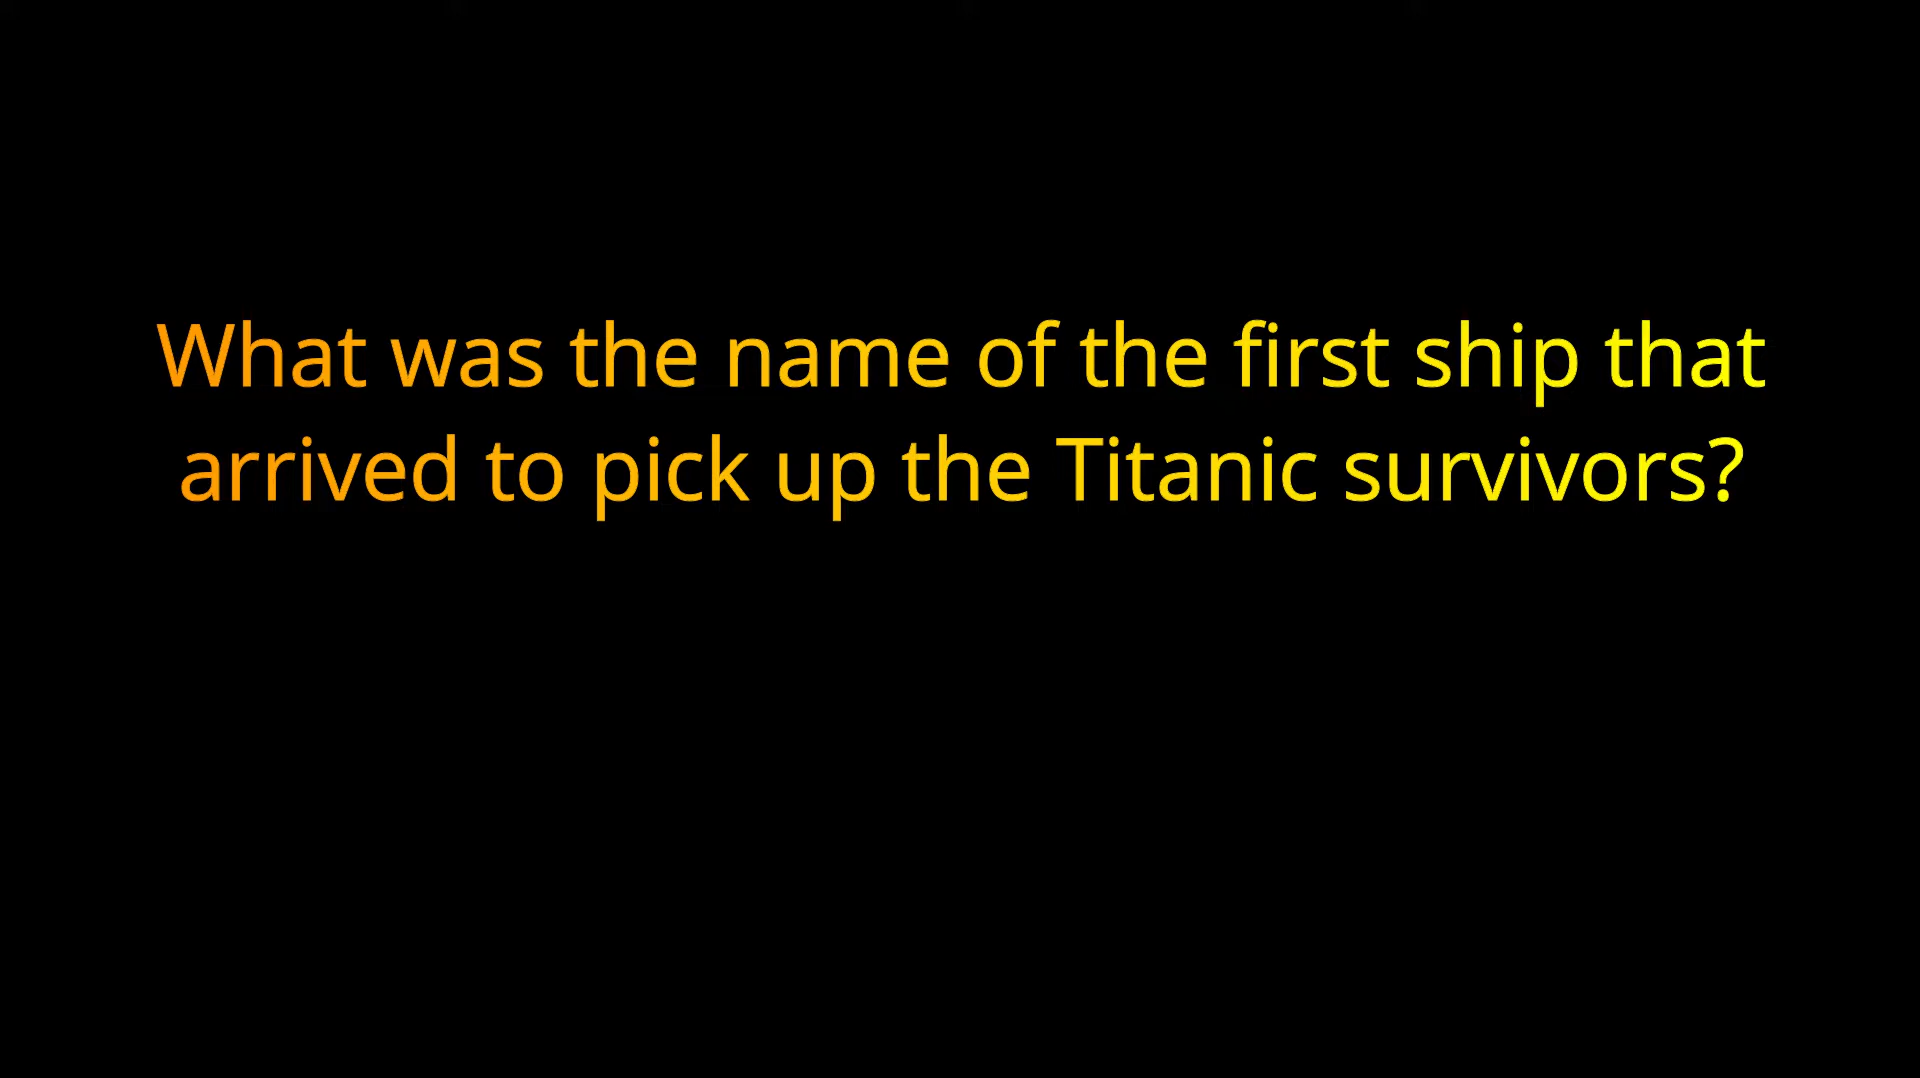 What was the name of the first ship that
arrived to pick up the Titanic survivors?